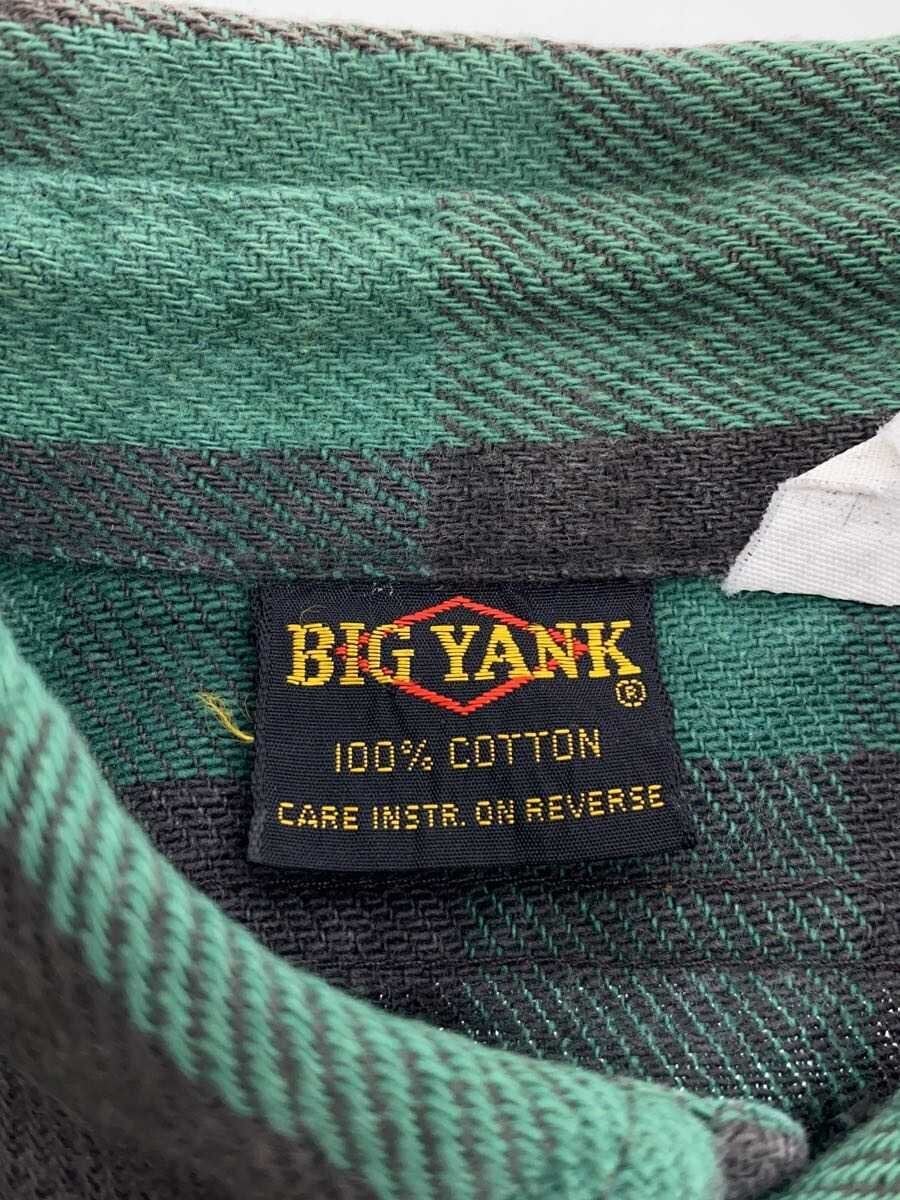 BIG YANK®
100% COTTON
CARE INSTR. ON REVERSE